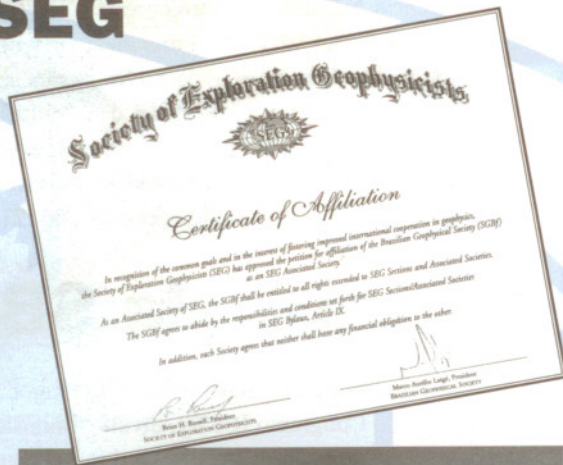 SEG
Society of Exploration Geophysicists
SEG
Certificate of Affiliation
In recognition of the common goals and in the interest of fostering improved international cooperation in geophysics,
the Society of Exploration Geophysicists (SEG) has approved the petition for affiliation of the Brazilian Geophysical Society (SGBf)
as an SEG Associated Society.
As an Associated Society of SEG, the SGBf shall be entitled to all rights extended to SEG Sections and Associated Societies.
The SGBf agrees to abide by the responsibilities and conditions set forth for SEG Sections/Associated Societies
in SEG Bylaws, Article IX.
In addition, each Society agrees that neither shall have any financial obligation to the other.
Brian H. Russell, President
SOCIETY OF EXPLORATION GEOPHYSICISTS
Marco Aurélio Latgé, President
BRAZILIAN GEOPHYSICAL SOCIETY